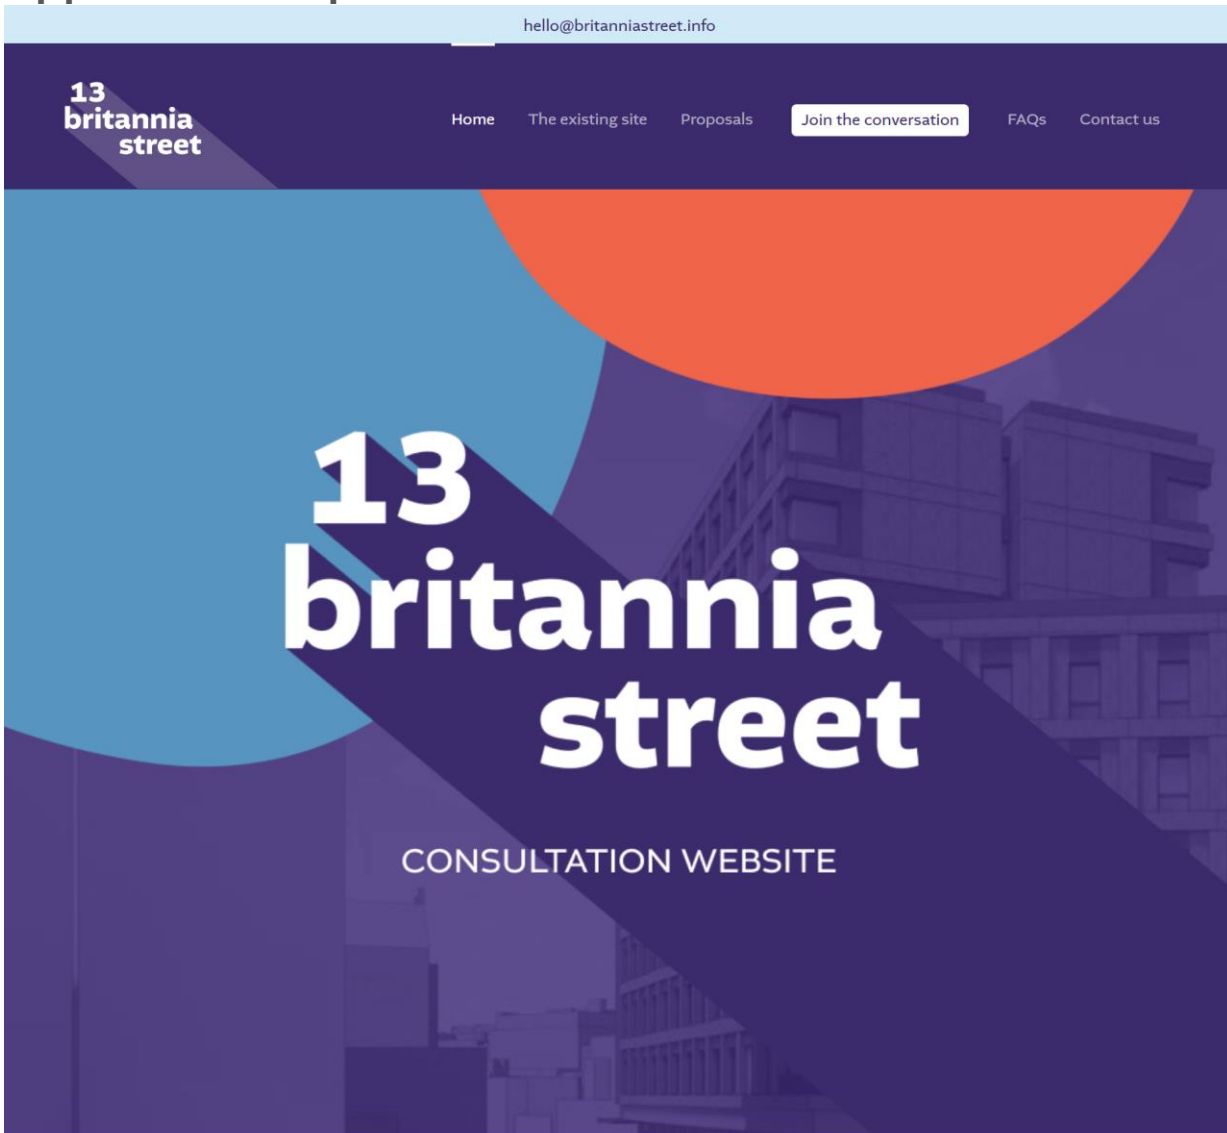 hello@britanniastreet.info
13
britannia
street
Home The existing site Proposals Join the conversation FAQs Contact us
13
britannia
street
CONSULTATION WEBSITE